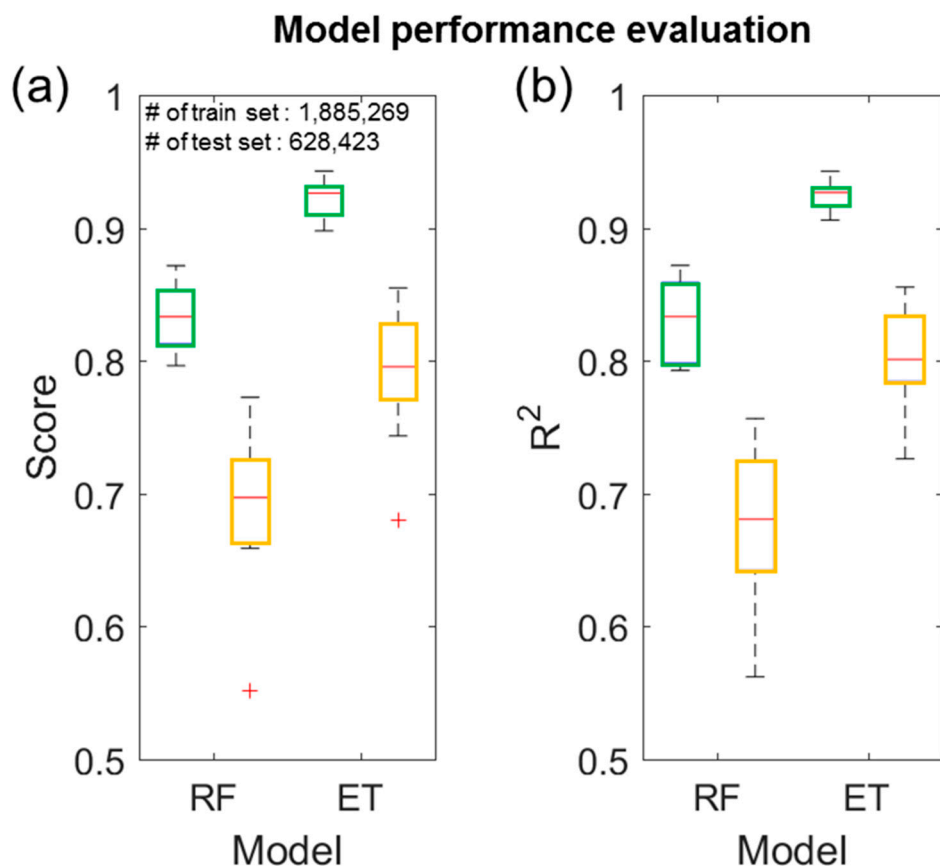 Model performance evaluation
(a)
# of train set : 1,885,269
# of test set : 628,423
1
0.9
0.8
0.7
0.6
0.5
Score
RF
ET
Model
(b)
1
0.9
0.8
0.7
0.6
0.5
R²
RF
ET
Model